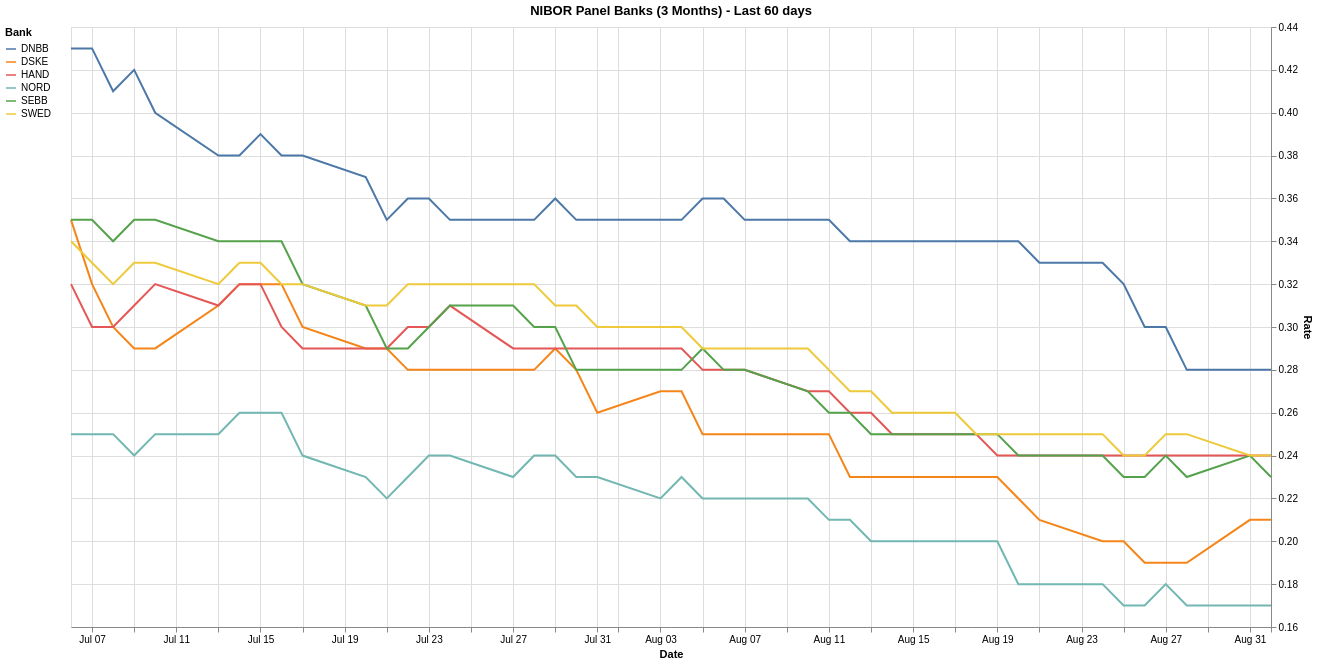 NIBOR Panel Banks (3 Months) - Last 60 days
Bank
DNBB
DSKE
HAND
NORD
SEBB
SWED
0.44
0.42
0.40
0.38
0.36
0.34
0.32
0.30
0.28
0.26
0.24
0.22
0.20
0.18
0.16
Rate
Jul 07 Jul 11 Jul 15 Jul 19 Jul 23 Jul 27 Jul 31 Aug 03 Aug 07 Aug 11 Aug 15 Aug 19 Aug 23 Aug 27 Aug 31
Date